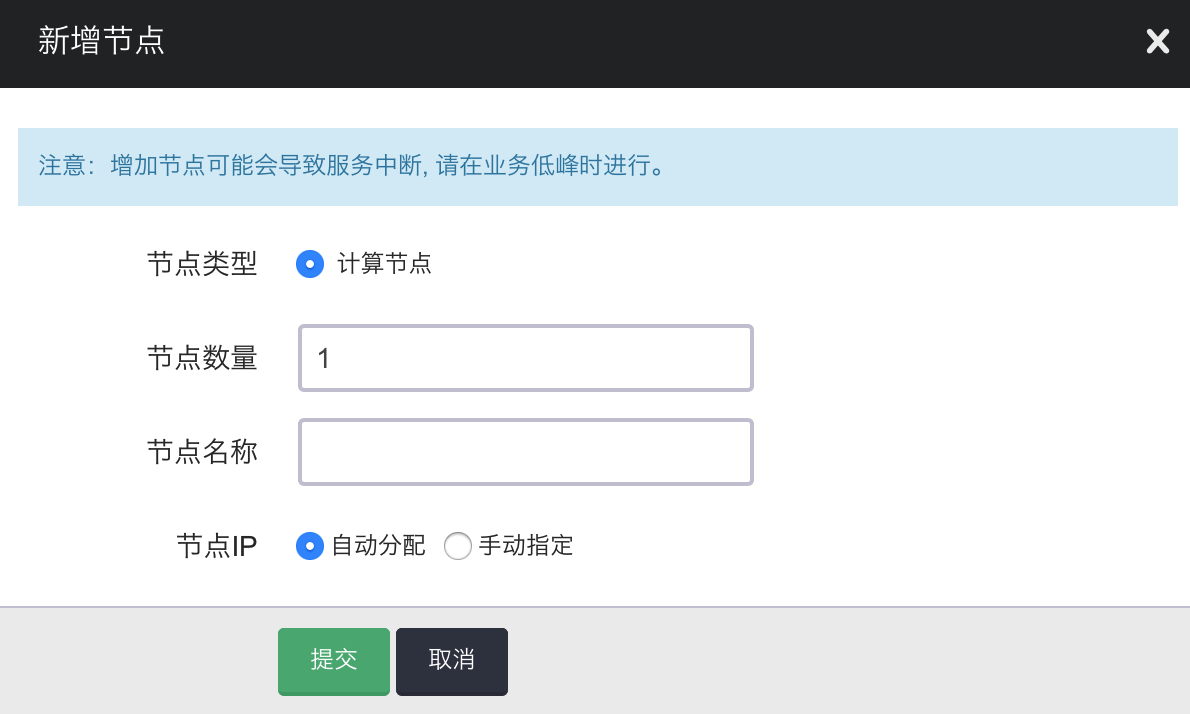 新增节点
注意：增加节点可能会导致服务中断, 请在业务低峰时进行。
节点类型 计算节点
节点数量 1
节点名称
节点IP 自动分配 手动指定
提交 取消